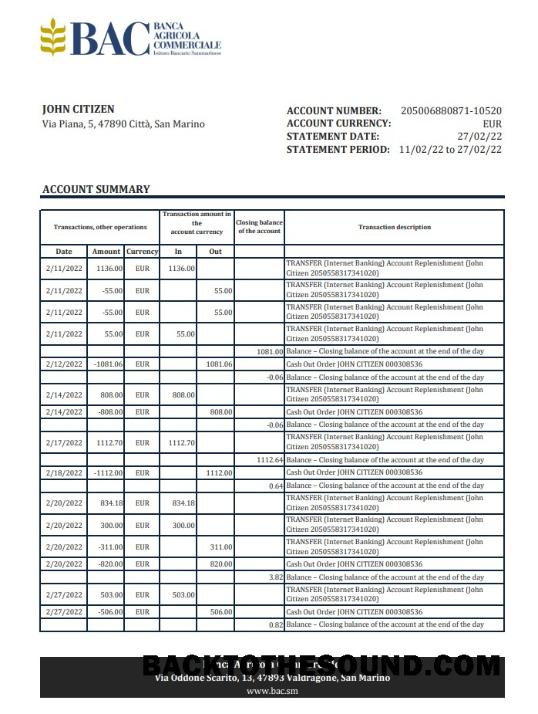 BAC BANCA
AGRICOLA
COMMERCIALE
Istituto Bancario Sammarinese
JOHN CITIZEN
Via Piana, 5, 47890 Città, San Marino
ACCOUNT NUMBER: 205006880871-10520
ACCOUNT CURRENCY: EUR
STATEMENT DATE: 27/02/22
STATEMENT PERIOD: 11/02/22 to 27/02/22
ACCOUNT SUMMARY
Transactions, other operations
Transaction amount in
the
account currency
Closing balance
of the account
Transaction description
Date Amount Currency In Out
2/11/2022 1136.00 EUR 1136.00 TRANSFER (Internet Banking) Account Replenishment (John
Citizen 2050558317341020)
2/11/2022 -55.00 EUR 55.00 TRANSFER (Internet Banking) Account Replenishment (John
Citizen 2050558317341020)
2/11/2022 -55.00 EUR 55.00 TRANSFER (Internet Banking) Account Replenishment (John
Citizen 2050558317341020)
2/11/2022 55.00 EUR 55.00 TRANSFER (Internet Banking) Account Replenishment (John
Citizen 2050558317341020)
1081.00 Balance – Closing balance of the account at the end of the day
2/12/2022 -1081.06 EUR 1081.06 Cash Out Order JOHN CITIZEN 000308536
-0.06 Balance – Closing balance of the account at the end of the day
2/14/2022 808.00 EUR 808.00 TRANSFER (Internet Banking) Account Replenishment (John
Citizen 2050558317341020)
2/14/2022 -808.00 EUR 808.00 Cash Out Order JOHN CITIZEN 000308536
-0.06 Balance – Closing balance of the account at the end of the day
2/17/2022 1112.70 EUR 1112.70 TRANSFER (Internet Banking) Account Replenishment (John
Citizen 2050558317341020)
1112.64 Balance – Closing balance of the account at the end of the day
2/18/2022 -1112.00 EUR 1112.00 Cash Out Order JOHN CITIZEN 000308536
0.64 Balance – Closing balance of the account at the end of the day
2/20/2022 834.18 EUR 834.18 TRANSFER (Internet Banking) Account Replenishment (John
Citizen 2050558317341020)
2/20/2022 300.00 EUR 300.00 TRANSFER (Internet Banking) Account Replenishment (John
Citizen 2050558317341020)
2/20/2022 -311.00 EUR 311.00 TRANSFER (Internet Banking) Account Replenishment (John
Citizen 2050558317341020)
2/20/2022 -820.00 EUR 820.00 Cash Out Order JOHN CITIZEN 000308536
3.82 Balance – Closing balance of the account at the end of the day
2/27/2022 503.00 EUR 503.00 TRANSFER (Internet Banking) Account Replenishment (John
Citizen 2050558317341020)
2/27/2022 -506.00 EUR 506.00 Cash Out Order JOHN CITIZEN 000308536
0.82 Balance – Closing balance of the account at the end of the day
BACKTOTHESOUND.COM
Via Oddone Scarito, 13, 47893 Valdragone, San Marino
www.bac.sm